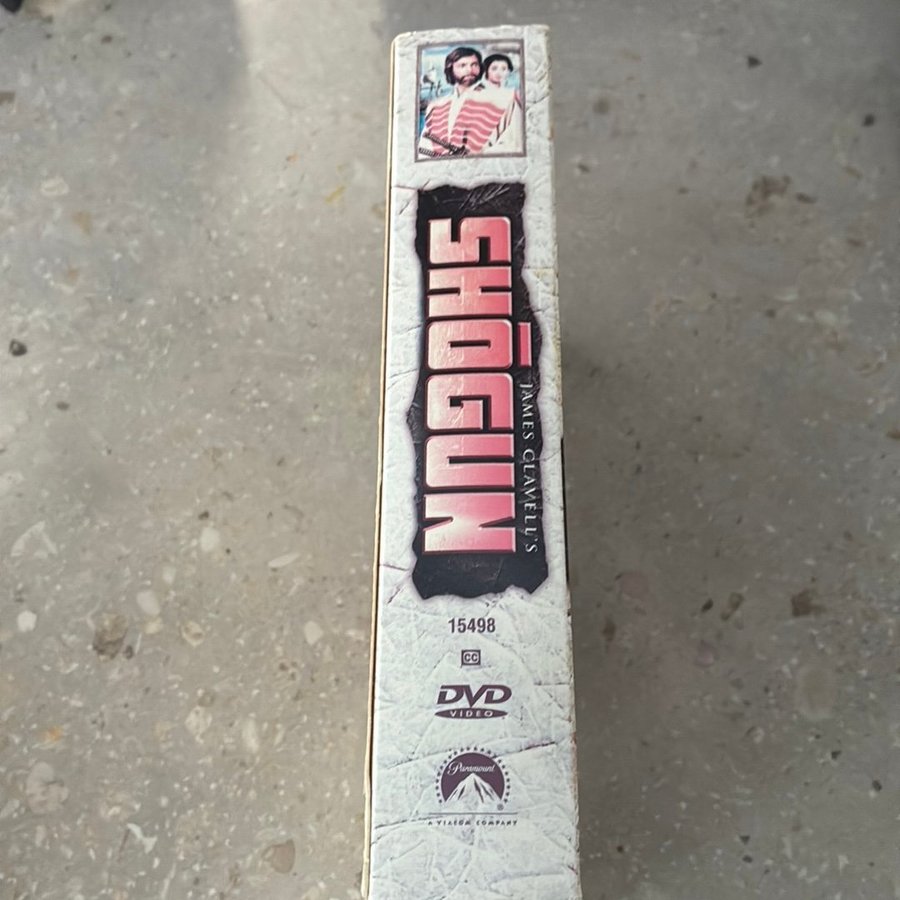 JAMES CLAVELL'S
SHŌGUN
15498
CC
DVD
VIDEO
Paramount
A VIACOM COMPANY